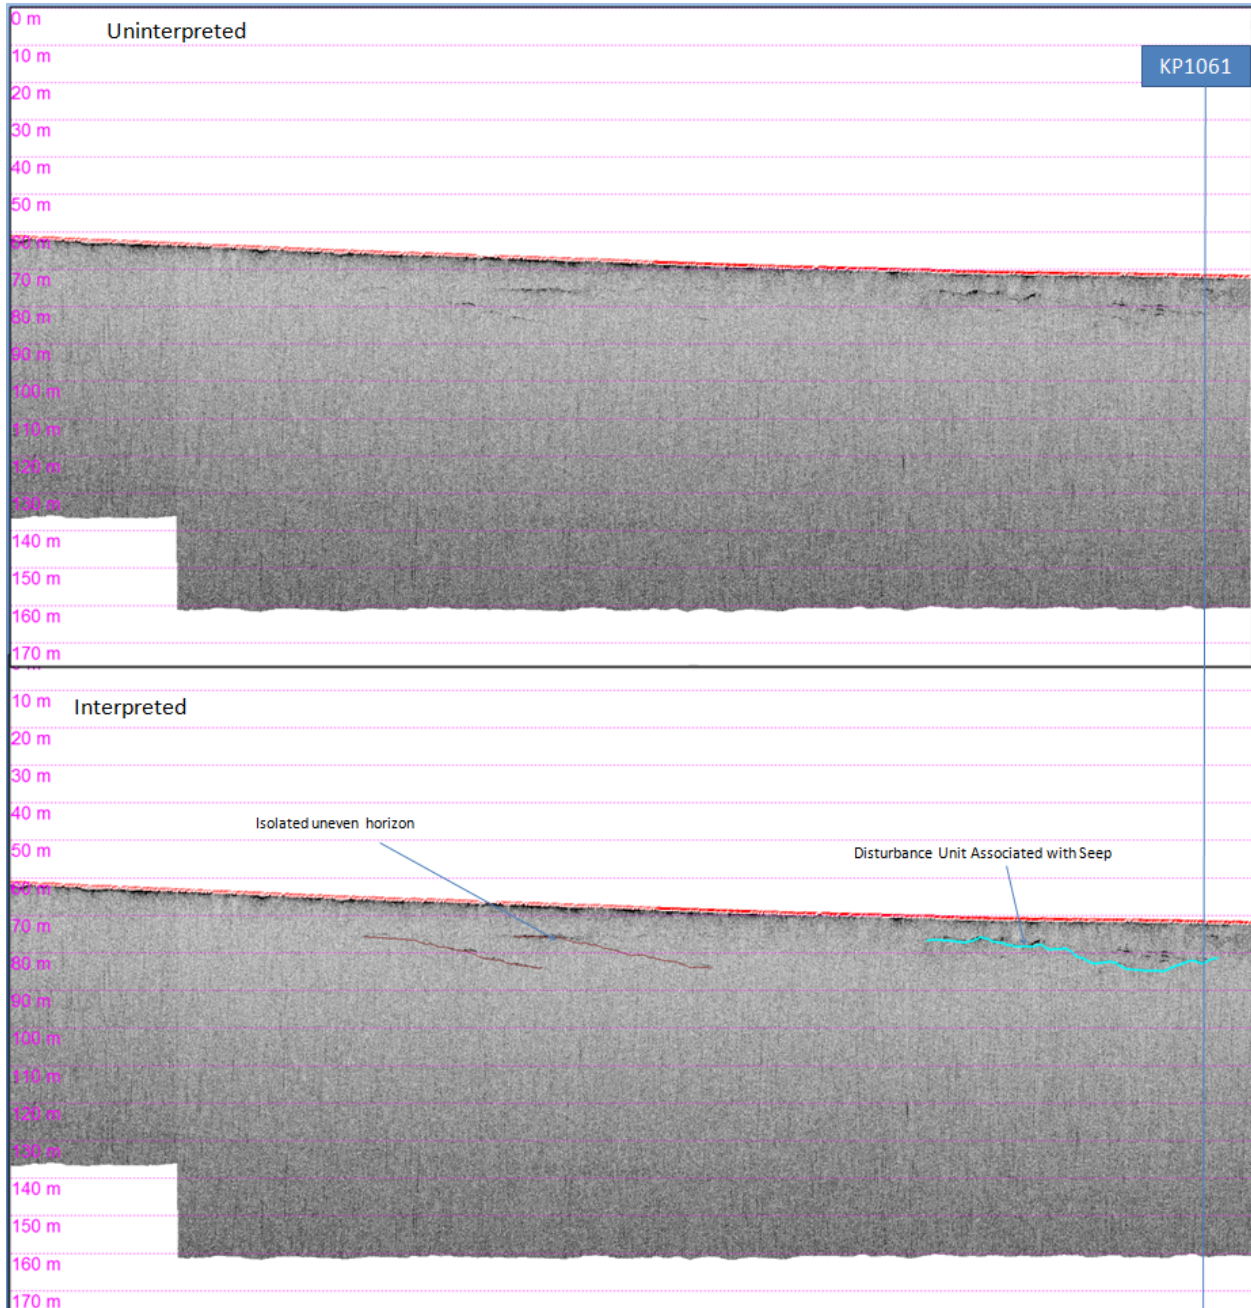 0 m
Uninterpreted
10 m
KP1061
20 m
30 m
40 m
50 m
60 m
70 m
80 m
90 m
100 m
110 m
120 m
130 m
140 m
150 m
160 m
170 m
10 m
Interpreted
20 m
30 m
40 m
Isolated uneven horizon
50 m
Disturbance Unit Associated with Seep
60 m
70 m
80 m
90 m
100 m
110 m
120 m
130 m
140 m
150 m
160 m
170 m